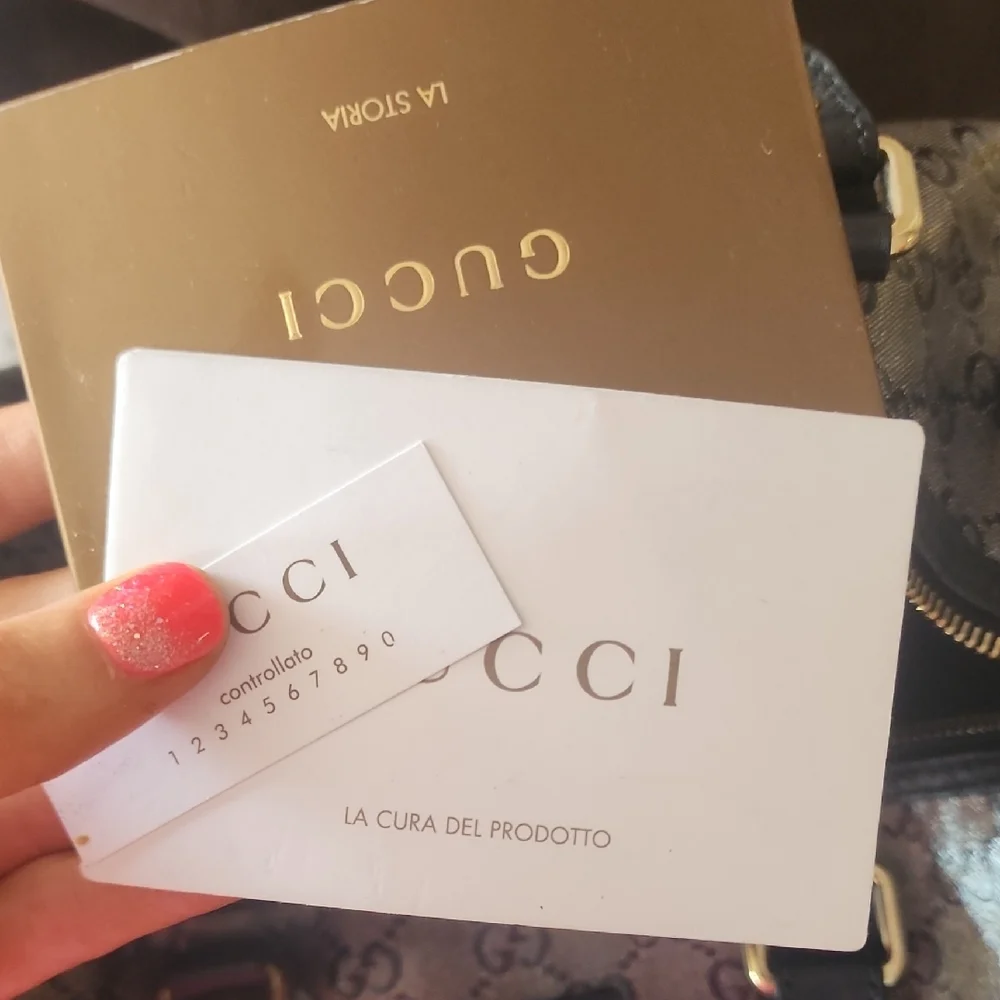 LA STORIA
GUCCI
CCI
controllato
1 2 3 4 5 6 7 8 9 0
CCI
LA CURA DEL PRODOTTO